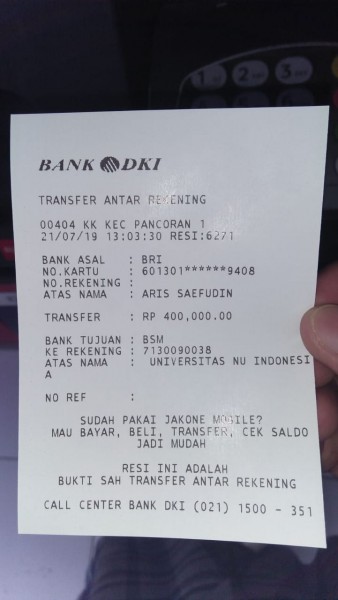 BANK DKI
TRANSFER ANTAR REKENING
00404 KK KEC PANCORAN 1
21/07/19 13:03:30 RESI:6271
BANK ASAL : BRI
NO.KARTU : 601301******9408
NO.REKENING :
ATAS NAMA : ARIS SAEFUDIN
TRANSFER : RP 400,000.00
BANK TUJUAN : BSM
KE REKENING : 7130090038
ATAS NAMA : UNIVERSITAS NU INDONESI
A
NO REF :
SUDAH PAKAI JAKONE MOBILE?
MAU BAYAR, BELI, TRANSFER, CEK SALDO
JADI MUDAH
RESI INI ADALAH
BUKTI SAH TRANSFER ANTAR REKENING
CALL CENTER BANK DKI (021) 1500 - 351